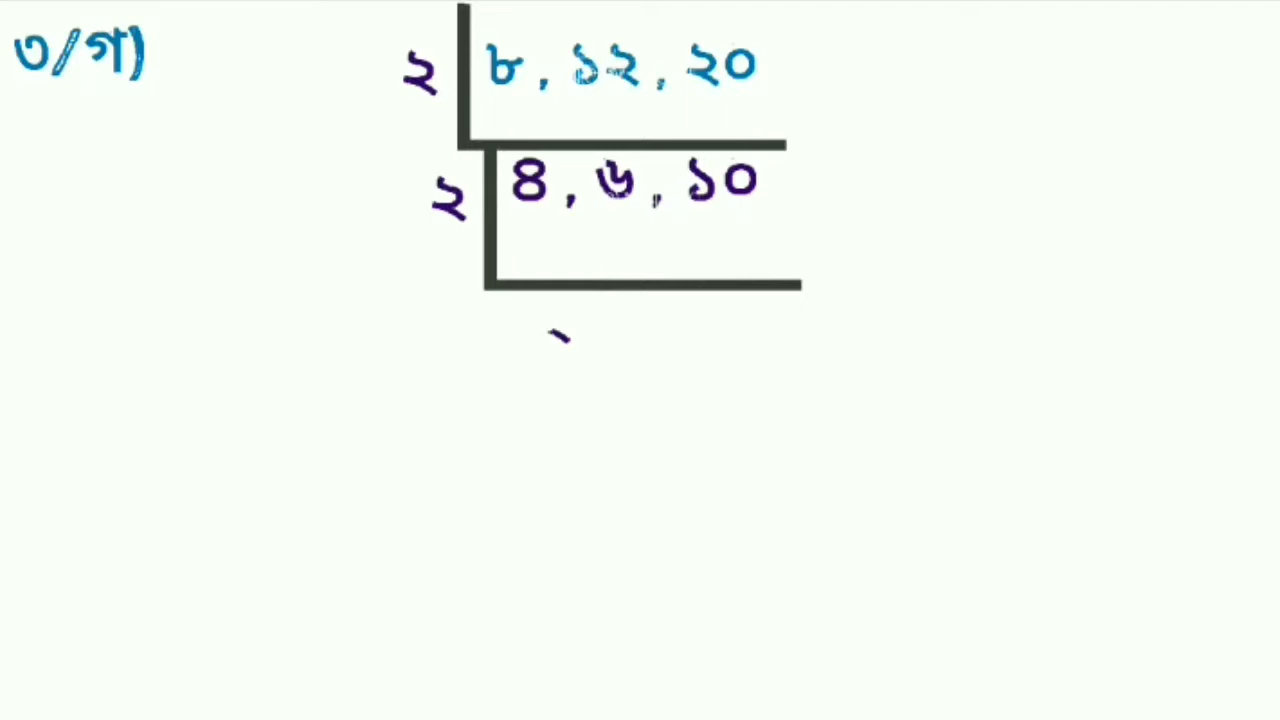 ৩/গ)
২ ৮, ১২, ২০
২ ৪, ৬, ১০